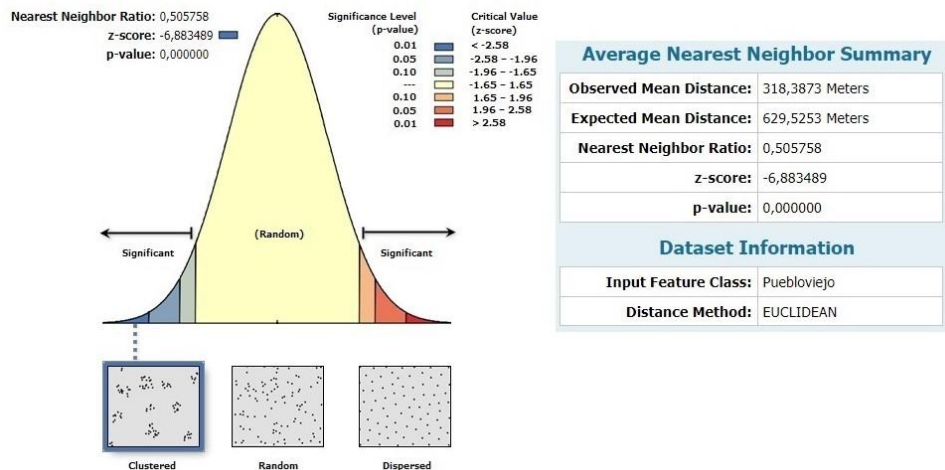 Nearest Neighbor Ratio: 0,505758
z-score: -6,883489
p-value: 0,000000
Significance Level
(p-value)
Critical Value
(z-score)
0.01 < -2.58
0.05 -2.58 – -1.96
0.10 -1.96 – -1.65
--- -1.65 – 1.65
0.10 1.65 – 1.96
0.05 1.96 – 2.58
0.01 > 2.58
Significant
(Random)
Significant
Clustered
Random
Dispersed
Average Nearest Neighbor Summary
Observed Mean Distance: 318,3873 Meters
Expected Mean Distance: 629,5253 Meters
Nearest Neighbor Ratio: 0,505758
z-score: -6,883489
p-value: 0,000000
Dataset Information
Input Feature Class: Puebloviejo
Distance Method: EUCLIDEAN